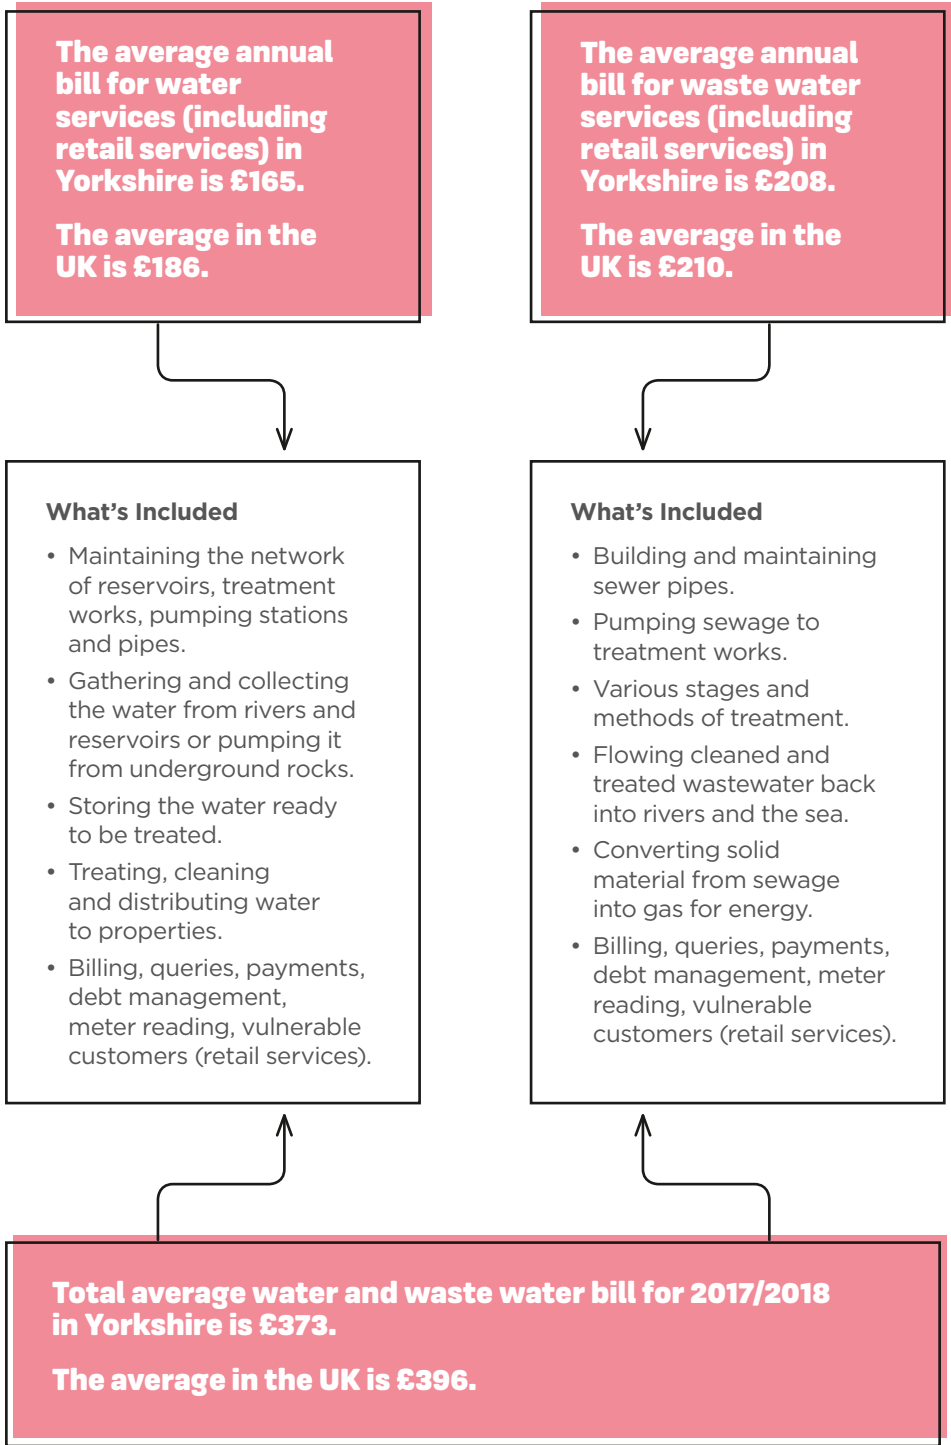 The average annual
bill for water
services (including
retail services) in
Yorkshire is £165.
The average in the
UK is £186.
The average annual
bill for waste water
services (including
retail services) in
Yorkshire is £208.
The average in the
UK is £210.
What’s Included
• Maintaining the network
of reservoirs, treatment
works, pumping stations
and pipes.
• Gathering and collecting
the water from rivers and
reservoirs or pumping it
from underground rocks.
• Storing the water ready
to be treated.
• Treating, cleaning
and distributing water
to properties.
• Billing, queries, payments,
debt management,
meter reading, vulnerable
customers (retail services).
What’s Included
• Building and maintaining
sewer pipes.
• Pumping sewage to
treatment works.
• Various stages and
methods of treatment.
• Flowing cleaned and
treated wastewater back
into rivers and the sea.
• Converting solid
material from sewage
into gas for energy.
• Billing, queries, payments,
debt management, meter
reading, vulnerable
customers (retail services).
Total average water and waste water bill for 2017/2018
in Yorkshire is £373.
The average in the UK is £396.